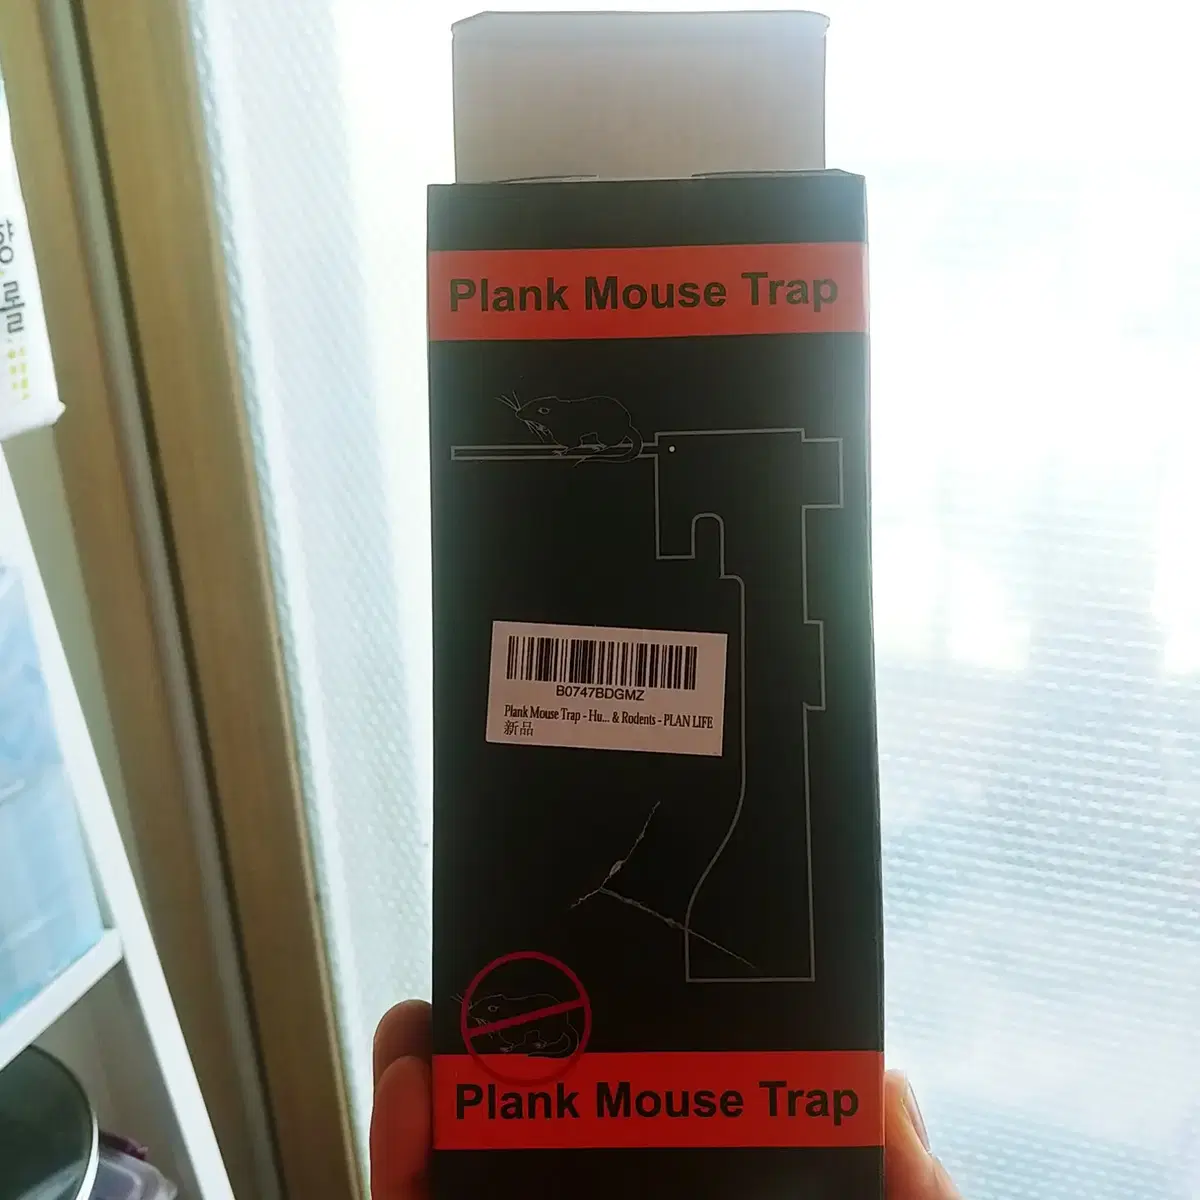 Plank Mouse Trap
B0747BDGMZ
Plank Mouse Trap - Hu... & Rodents - PLAN LIFE
新品
Plank Mouse Trap